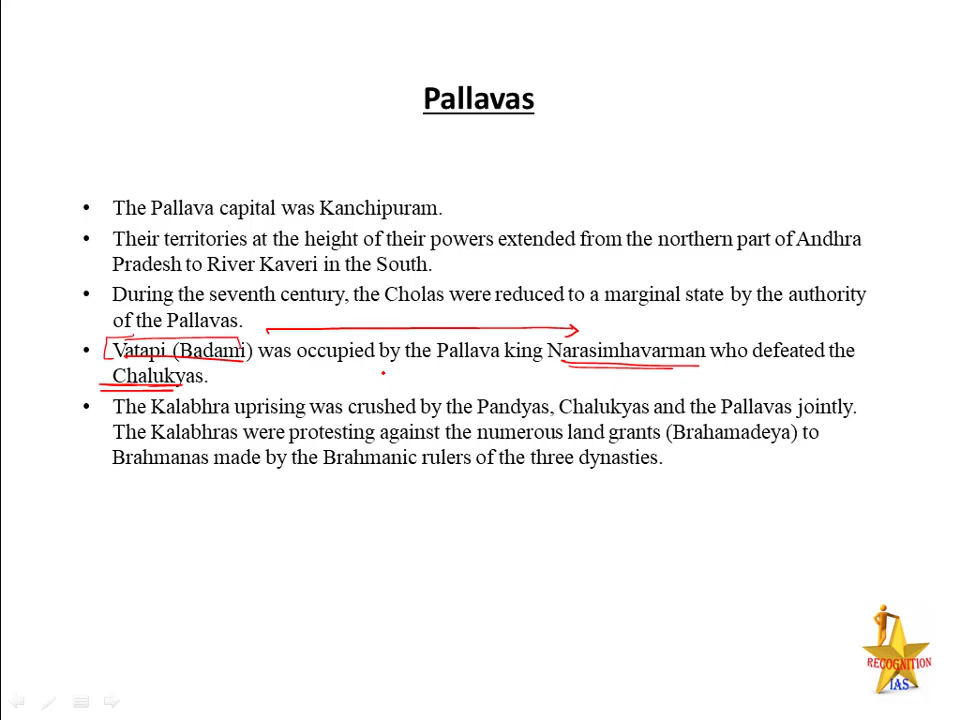 Pallavas
• The Pallava capital was Kanchipuram.
• Their territories at the height of their powers extended from the northern part of Andhra
Pradesh to River Kaveri in the South.
• During the seventh century, the Cholas were reduced to a marginal state by the authority
of the Pallavas.
• Vatapi (Badami) was occupied by the Pallava king Narasimhavarman who defeated the
Chalukyas.
• The Kalabhra uprising was crushed by the Pandyas, Chalukyas and the Pallavas jointly.
The Kalabhras were protesting against the numerous land grants (Brahamadeya) to
Brahmanas made by the Brahmanic rulers of the three dynasties.
RECOGNITION
IAS